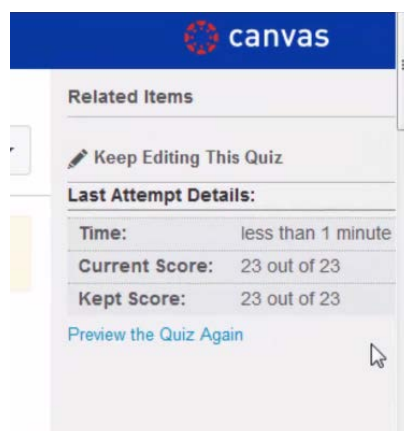 canvas
Related Items
Keep Editing This Quiz
Last Attempt Details:
Time: less than 1 minute
Current Score: 23 out of 23
Kept Score: 23 out of 23
Preview the Quiz Again